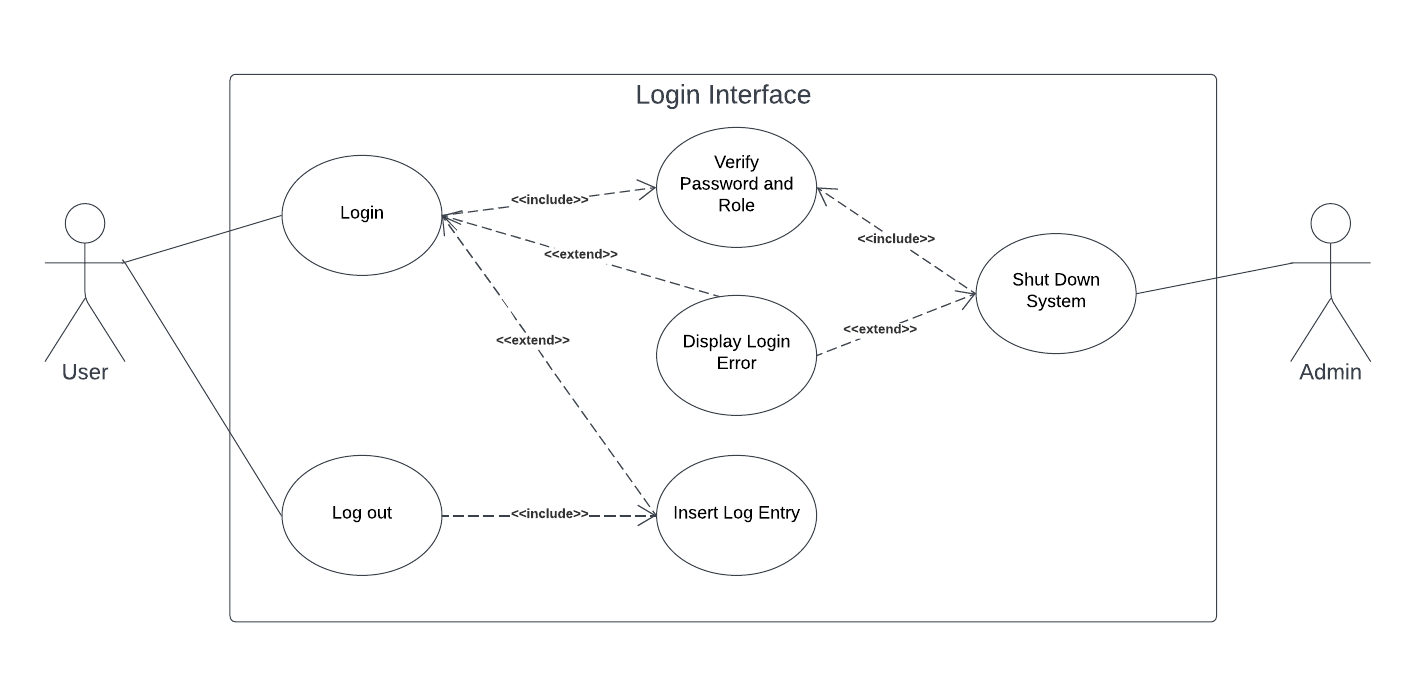 Login Interface
Verify
Password and
Role
Login
<<include>>
<<include>>
<<extend>>
Shut Down
System
<<extend>>
<<extend>>
Display Login
Error
User
Admin
Log out
<<include>>
Insert Log Entry